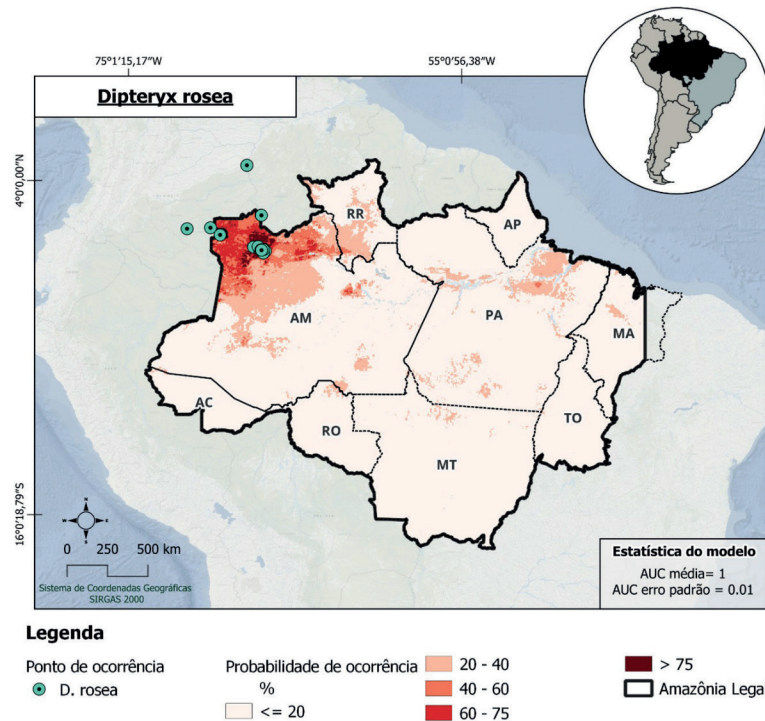 75°1'15,17"W
55°0'56,38"W
Dipteryx rosea
4°0'0,00"N
16°0'18,79"S
RR
AP
AM
PA
MA
AC
RO
TO
MT
N
W
E
S
0 250 500 km
Sistema de Coordenadas Geográficas
SIRGAS 2000
Estatística do modelo
AUC média= 1
AUC erro padrão = 0.01
Legenda
Ponto de ocorrência
D. rosea
Probabilidade de ocorrência
%
<= 20
20 - 40
40 - 60
60 - 75
> 75
Amazônia Lega